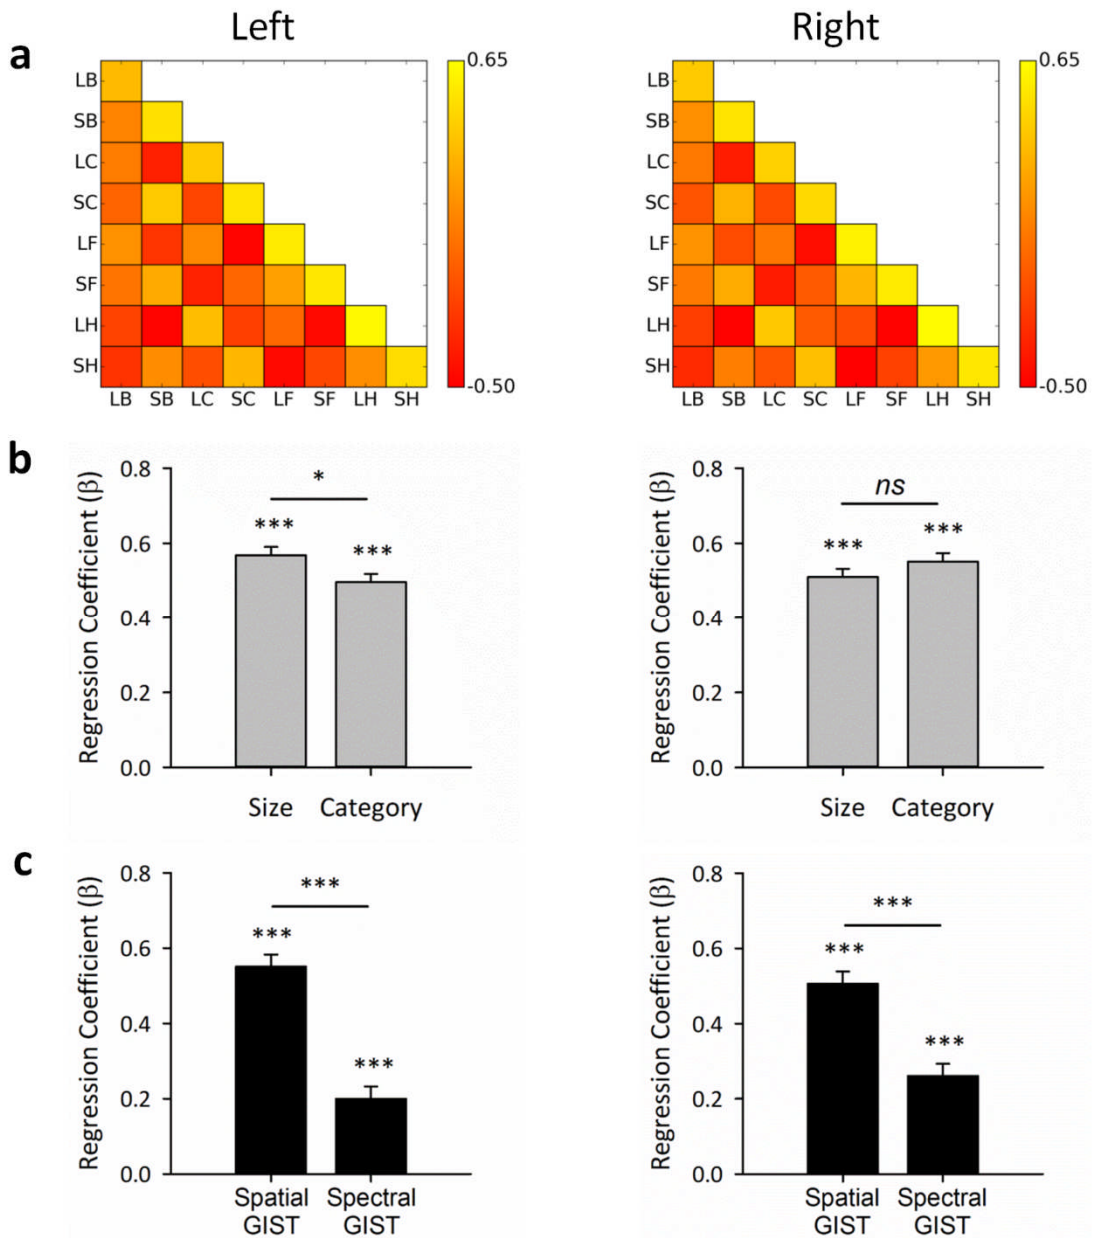 Left
Right
a
LB
SB
LC
SC
LF
SF
LH
SH
LB SB LC SC LF SF LH SH
0.65
-0.50
LB
SB
LC
SC
LF
SF
LH
SH
LB SB LC SC LF SF LH SH
0.65
-0.50
b
Regression Coefficient (β)
0.8
0.6
0.4
0.2
0.0
*
*** ***
Size Category
Regression Coefficient (β)
0.8
0.6
0.4
0.2
0.0
ns
*** ***
Size Category
c
Regression Coefficient (β)
0.8
0.6
0.4
0.2
0.0
***
***
***
Spatial Spectral
GIST GIST
Regression Coefficient (β)
0.8
0.6
0.4
0.2
0.0
***
***
***
Spatial Spectral
GIST GIST